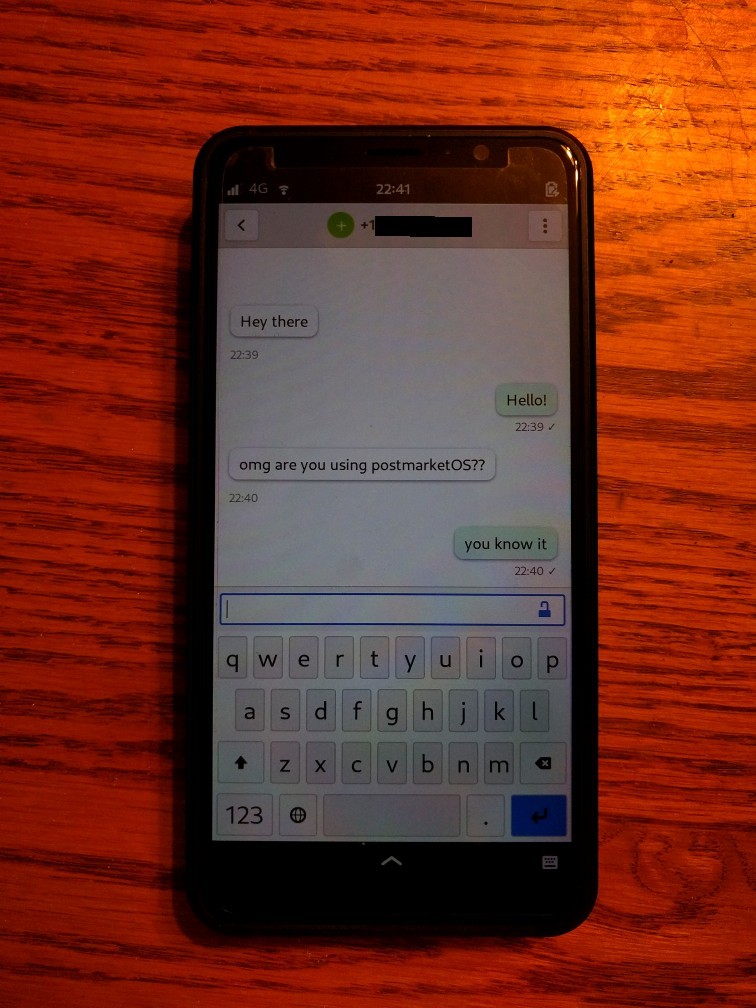 4G 22:41
+1
Hey there
22:39
Hello!
22:39 ✓
omg are you using postmarketOS??
22:40
you know it
22:40 ✓
q w e r t y u i o p
a s d f g h j k l
z x c v b n m
123 .